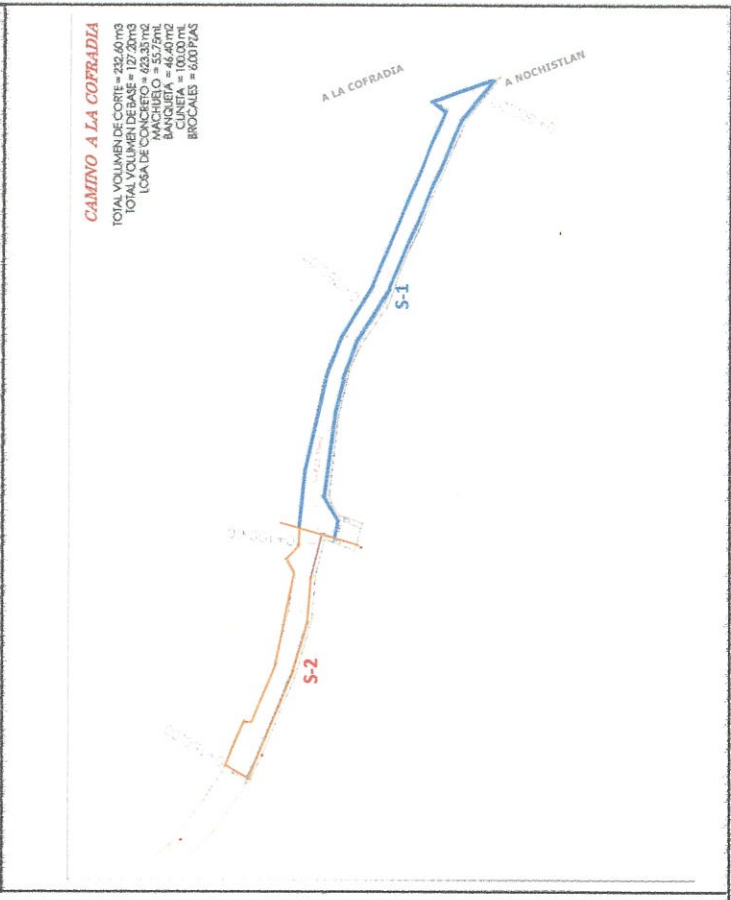 CAMINO A LA COFRADIA
TOTAL VOLUMEN DE CORTE = 232.60 m3
TOTAL VOLUMEN DE BASE = 127.20m3
LOSA DE CONCRETO = 623.35 m2
MACHUELO = 55.75mL
BANQUETA = 46.40 m2
CUNETA = 100.00 mL
BROCALES = 6.00 PZAS
A LA COFRADIA
A NOCHISTLAN
S-1
S-2